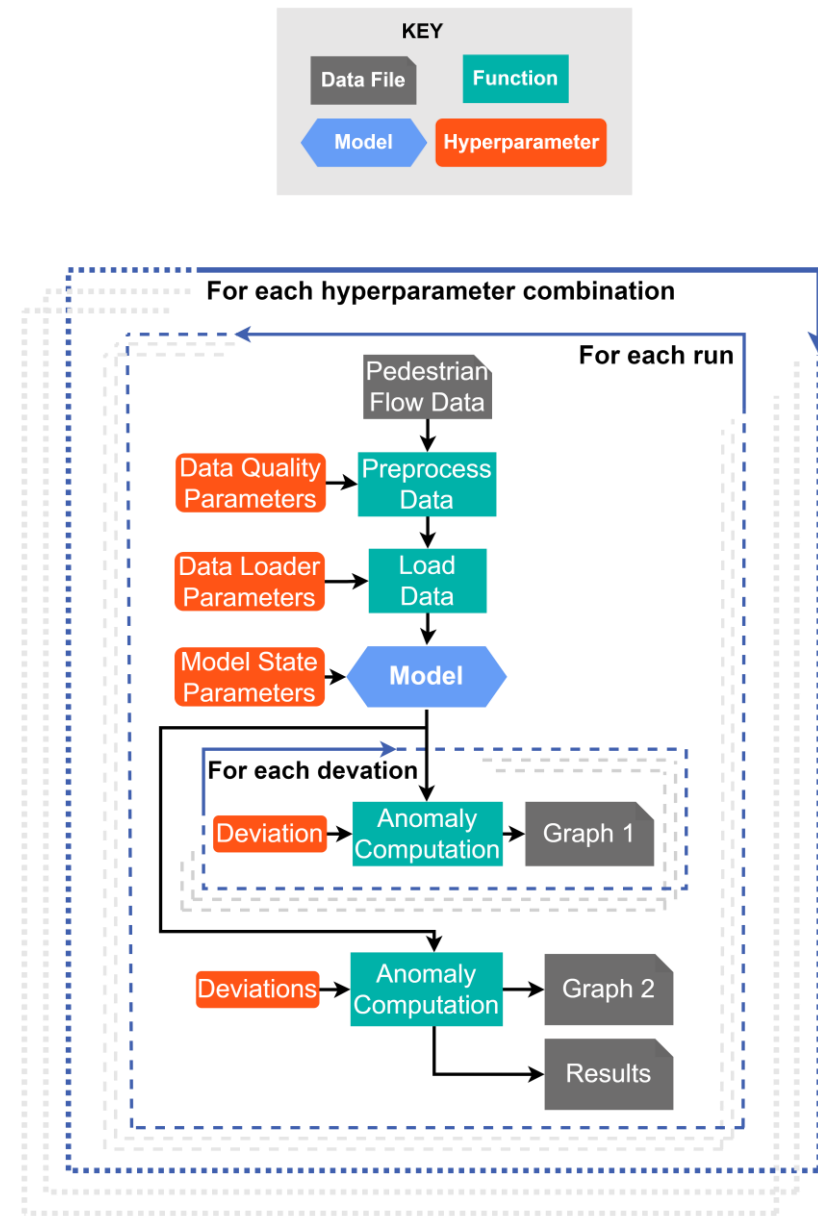 KEY
Data File
Function
Model
Hyperparameter
For each hyperparameter combination
For each run
Pedestrian
Flow Data
Data Quality
Parameters
Preprocess
Data
Data Loader
Parameters
Load
Data
Model State
Parameters
Model
For each devation
Deviation
Anomaly
Computation
Graph 1
Deviations
Anomaly
Computation
Graph 2
Results